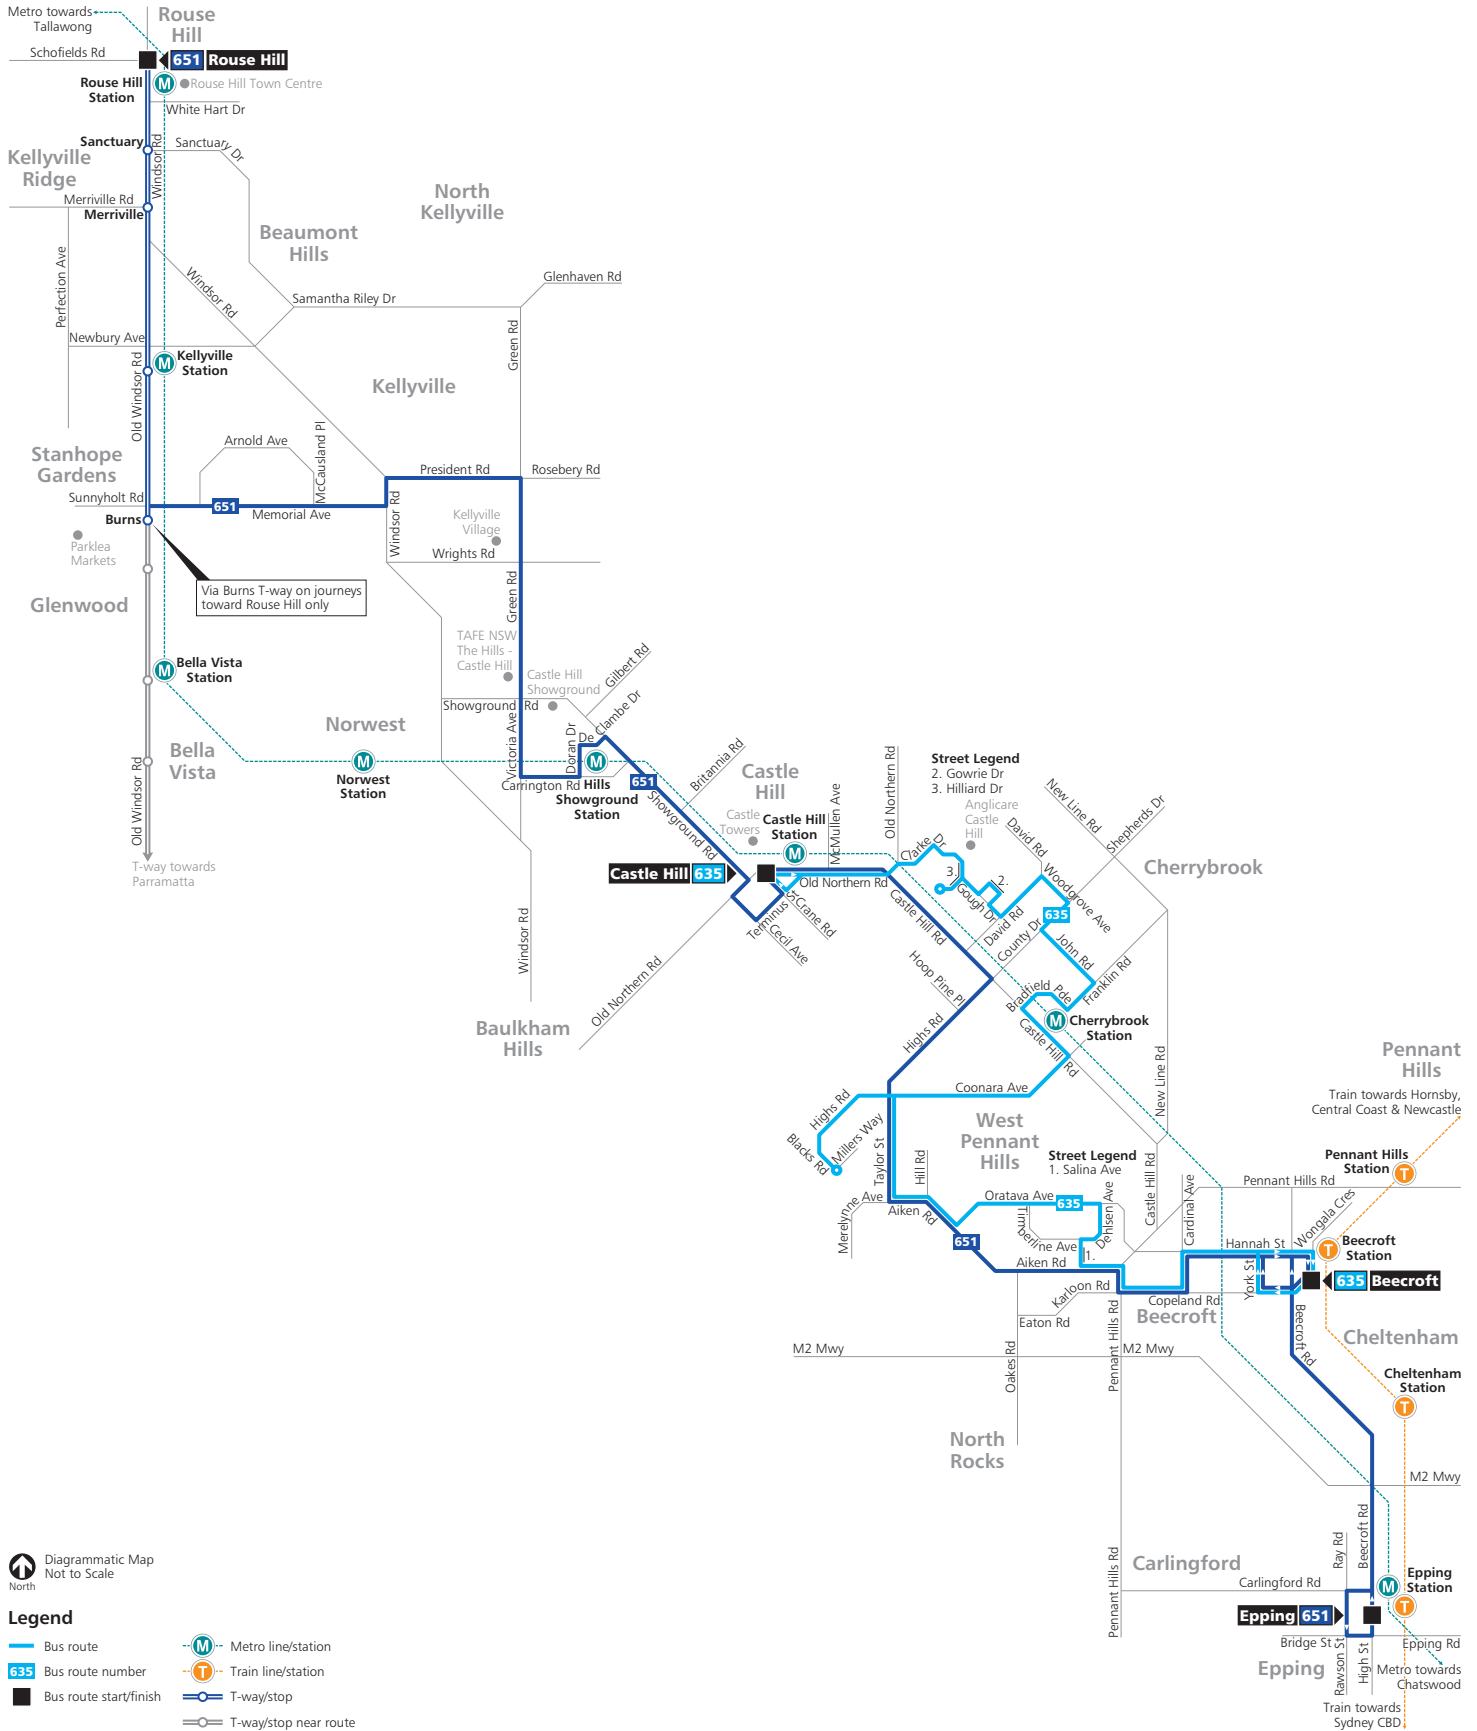 Metro towards
Tallawong
Rouse
Hill
Schofields Rd
651 Rouse Hill
Rouse Hill
Station
M
Rouse Hill Town Centre
White Hart Dr
Sanctuary
Windsor Rd
Sanctuary Dr
Kellyville
Ridge
Merriville Rd
Merriville
North
Kellyville
Beaumont
Hills
Perfection Ave
Windsor Rd
Glenhaven Rd
Samantha Riley Dr
Green Rd
Newbury Ave
M
Kellyville
Station
Old Windsor Rd
Kellyville
Stanhope
Gardens
Arnold Ave
McCausland Pl
President Rd
Rosebery Rd
Sunnyholt Rd
651
Memorial Ave
Windsor Rd
Burns
Parklea
Markets
Kellyville
Village
Wrights Rd
Via Burns T-way on journeys
toward Rouse Hill only
Glenwood
Green Rd
TAFE NSW
The Hills -
Castle Hill
Castle Hill
Showground
Gilbert Rd
M
Bella Vista
Station
Showground Rd
Clambe Dr
De
Doran Dr
Victoria Ave
Norwest
Bella
Vista
M
Norwest
Station
Carrington Rd
M
Hills
Showground
Station
651
Britannia Rd
Showground Rd
Old Windsor Rd
T-way towards
Parramatta
Castle
Hill
Castle
Towers
Castle Hill
Station
M
McMullen Ave
Old Northern Rd
Street Legend
2. Gowrie Dr
3. Hilliard Dr
Anglicare
Castle
Hill
New Line Rd
Shepherds Dr
David Rd
Cherrybrook
Castle Hill 635
Old Northern Rd
Clarke Dr
3.
2.
Gough Dr
Woodgrove Ave
635
David Rd
County Dr
John Rd
Franklin Rd
Terminus St
Crane Rd
Cecil Ave
Castle Hill Rd
Windsor Rd
Old Northern Rd
Hoop Pine Pl
Baulkham
Hills
Highs Rd
Bradfield Pde
M
Cherrybrook
Station
Castle Hill Rd
New Line Rd
Coonara Ave
Pennant
Hills
Train towards Hornsby,
Central Coast & Newcastle
Highs Rd
Blacks Rd
Millers Way
Taylor St
West
Pennant
Hills
Street Legend
1. Salina Ave
Pennant Hills
Station
T
Hill Rd
Castle Hill Rd
Cardinal Ave
Pennant Hills Rd
Wongala Cres
Merelynne Ave
Aiken Rd
Oratava Ave
635
Timberline Ave
Dehlsen Ave
1.
651
Aiken Rd
Hannah St
T
Beecroft
Station
York St
635 Beecroft
Karloon Rd
Copeland Rd
Beecroft
Eaton Rd
Beecroft Rd
Cheltenham
M2 Mwy
M2 Mwy
Oakes Rd
Pennant Hills Rd
Cheltenham
Station
T
North
Rocks
M2 Mwy
Beecroft Rd
Ray Rd
Pennant Hills Rd
Carlingford
Carlingford Rd
M
Epping
Station
T
Epping 651
Bridge St
Epping Rd
Rawson St
High St
Epping
Metro towards
Chatswood
Train towards
Sydney CBD
North
Diagrammatic Map
Not to Scale
Legend
Bus route
635 Bus route number
Bus route start/finish
M Metro line/station
T Train line/station
T-way/stop
T-way/stop near route